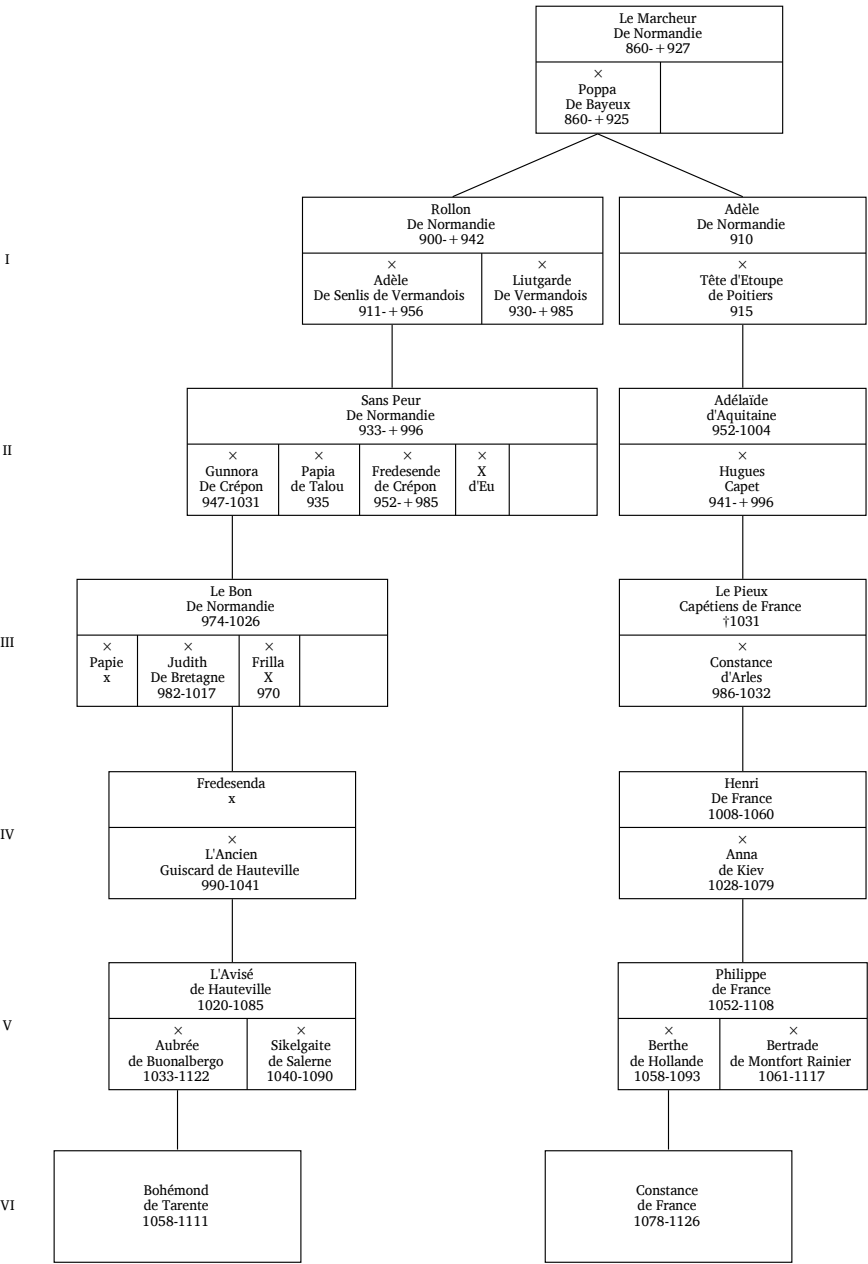 Le Marcheur
De Normandie
860-+927
×
Poppa
De Bayeux
860-+925
I
Rollon
De Normandie
900-+942
×
Adèle
De Senlis de Vermandois
911-+956
×
Liutgarde
De Vermandois
930-+985
Adèle
De Normandie
910
×
Tête d'Etoupe
de Poitiers
915
II
Sans Peur
De Normandie
933-+996
×
Gunnora
De Crépon
947-1031
×
Papia
de Talou
935
×
Fredesende
de Crépon
952-+985
×
X
d'Eu
Adélaïde
d'Aquitaine
952-1004
×
Hugues
Capet
941-+996
III
Le Bon
De Normandie
974-1026
×
Papie
x
×
Judith
De Bretagne
982-1017
×
Frilla
X
970
Le Pieux
Capétiens de France
†1031
×
Constance
d'Arles
986-1032
IV
Fredesenda
x
×
L'Ancien
Guiscard de Hauteville
990-1041
Henri
De France
1008-1060
×
Anna
de Kiev
1028-1079
V
L'Avisé
de Hauteville
1020-1085
×
Aubrée
de Buonalbergo
1033-1122
×
Sikelgaite
de Salerne
1040-1090
Philippe
de France
1052-1108
×
Berthe
de Hollande
1058-1093
×
Bertrade
de Montfort Rainier
1061-1117
VI
Bohémond
de Tarente
1058-1111
Constance
de France
1078-1126